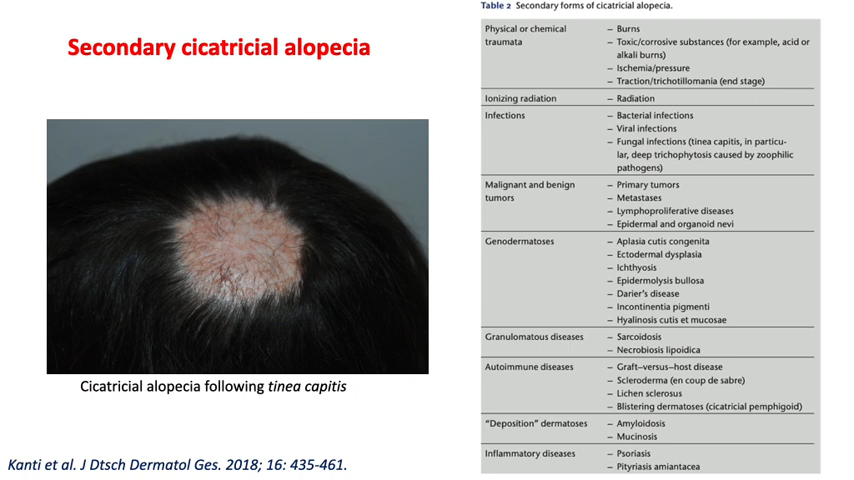 Secondary cicatricial alopecia
Cicatricial alopecia following tinea capitis
Kanti et al. J Dtsch Dermatol Ges. 2018; 16: 435-461.
Table 2 Secondary forms of cicatricial alopecia.
Physical or chemical traumata
– Burns
– Toxic/corrosive substances (for example, acid or
alkali burns)
– Ischemia/pressure
– Traction/trichotillomania (end stage)
Ionizing radiation – Radiation
Infections – Bacterial infections
– Viral infections
– Fungal infections (tinea capitis, in particu-
lar, deep trichophytosis caused by zoophilic
pathogens)
Malignant and benign
tumors
– Primary tumors
– Metastases
– Lymphoproliferative diseases
– Epidermal and organoid nevi
Genodermatoses – Aplasia cutis congenita
– Ectodermal dysplasia
– Ichthyosis
– Epidermolysis bullosa
– Darier's disease
– Incontinentia pigmenti
– Hyalinosis cutis et mucosae
Granulomatous diseases – Sarcoidosis
– Necrobiosis lipoidica
Autoimmune diseases – Graft–versus–host disease
– Scleroderma (en coup de sabre)
– Lichen sclerosus
– Blistering dermatoses (cicatricial pemphigoid)
“Deposition” dermatoses – Amyloidosis
– Mucinosis
Inflammatory diseases – Psoriasis
– Pityriasis amiantacea